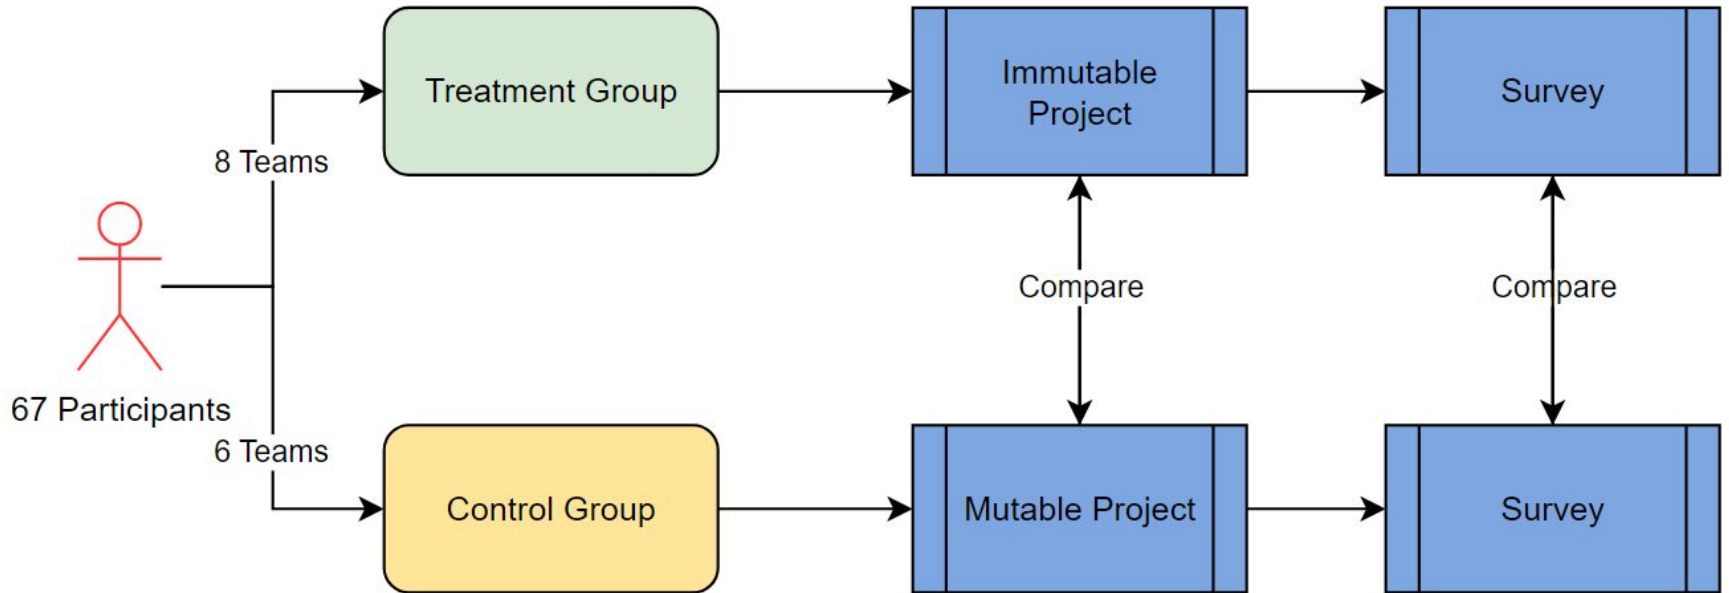 Treatment Group
Immutable
Project
Survey
8 Teams
Compare
Compare
67 Participants
6 Teams
Control Group
Mutable Project
Survey